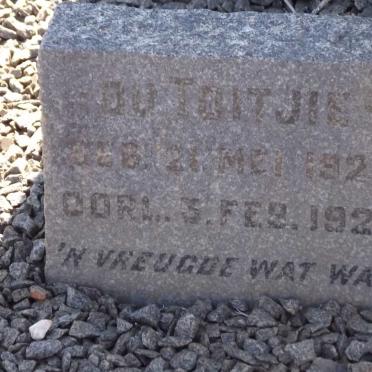 DU TOITJIE
GEB. 21. MEI 192
OORL. 3. FEB. 192
'N VREUGDE WAT WA